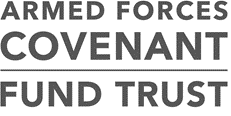 ARMED FORCES
COVENANT
FUND TRUST